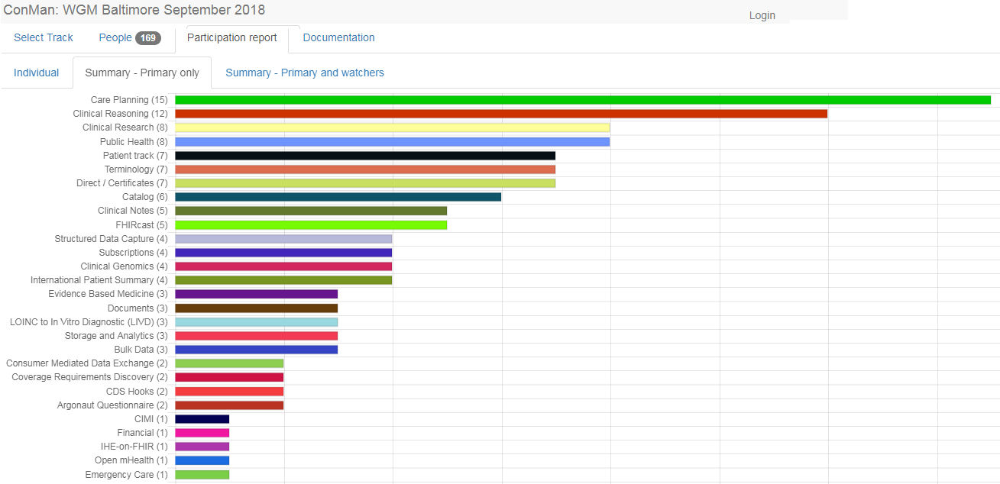 ConMan: WGM Baltimore September 2018
Login
Select Track People 169 Participation report Documentation
Individual Summary - Primary only Summary - Primary and watchers
Care Planning (15)
Clinical Reasoning (12)
Clinical Research (8)
Public Health (8)
Patient track (7)
Terminology (7)
Direct / Certificates (7)
Catalog (6)
Clinical Notes (5)
FHIRcast (5)
Structured Data Capture (4)
Subscriptions (4)
Clinical Genomics (4)
International Patient Summary (4)
Evidence Based Medicine (3)
Documents (3)
LOINC to In Vitro Diagnostic (LIVD) (3)
Storage and Analytics (3)
Bulk Data (3)
Consumer Mediated Data Exchange (2)
Coverage Requirements Discovery (2)
CDS Hooks (2)
Argonaut Questionnaire (2)
CIMI (1)
Financial (1)
IHE-on-FHIR (1)
Open mHealth (1)
Emergency Care (1)